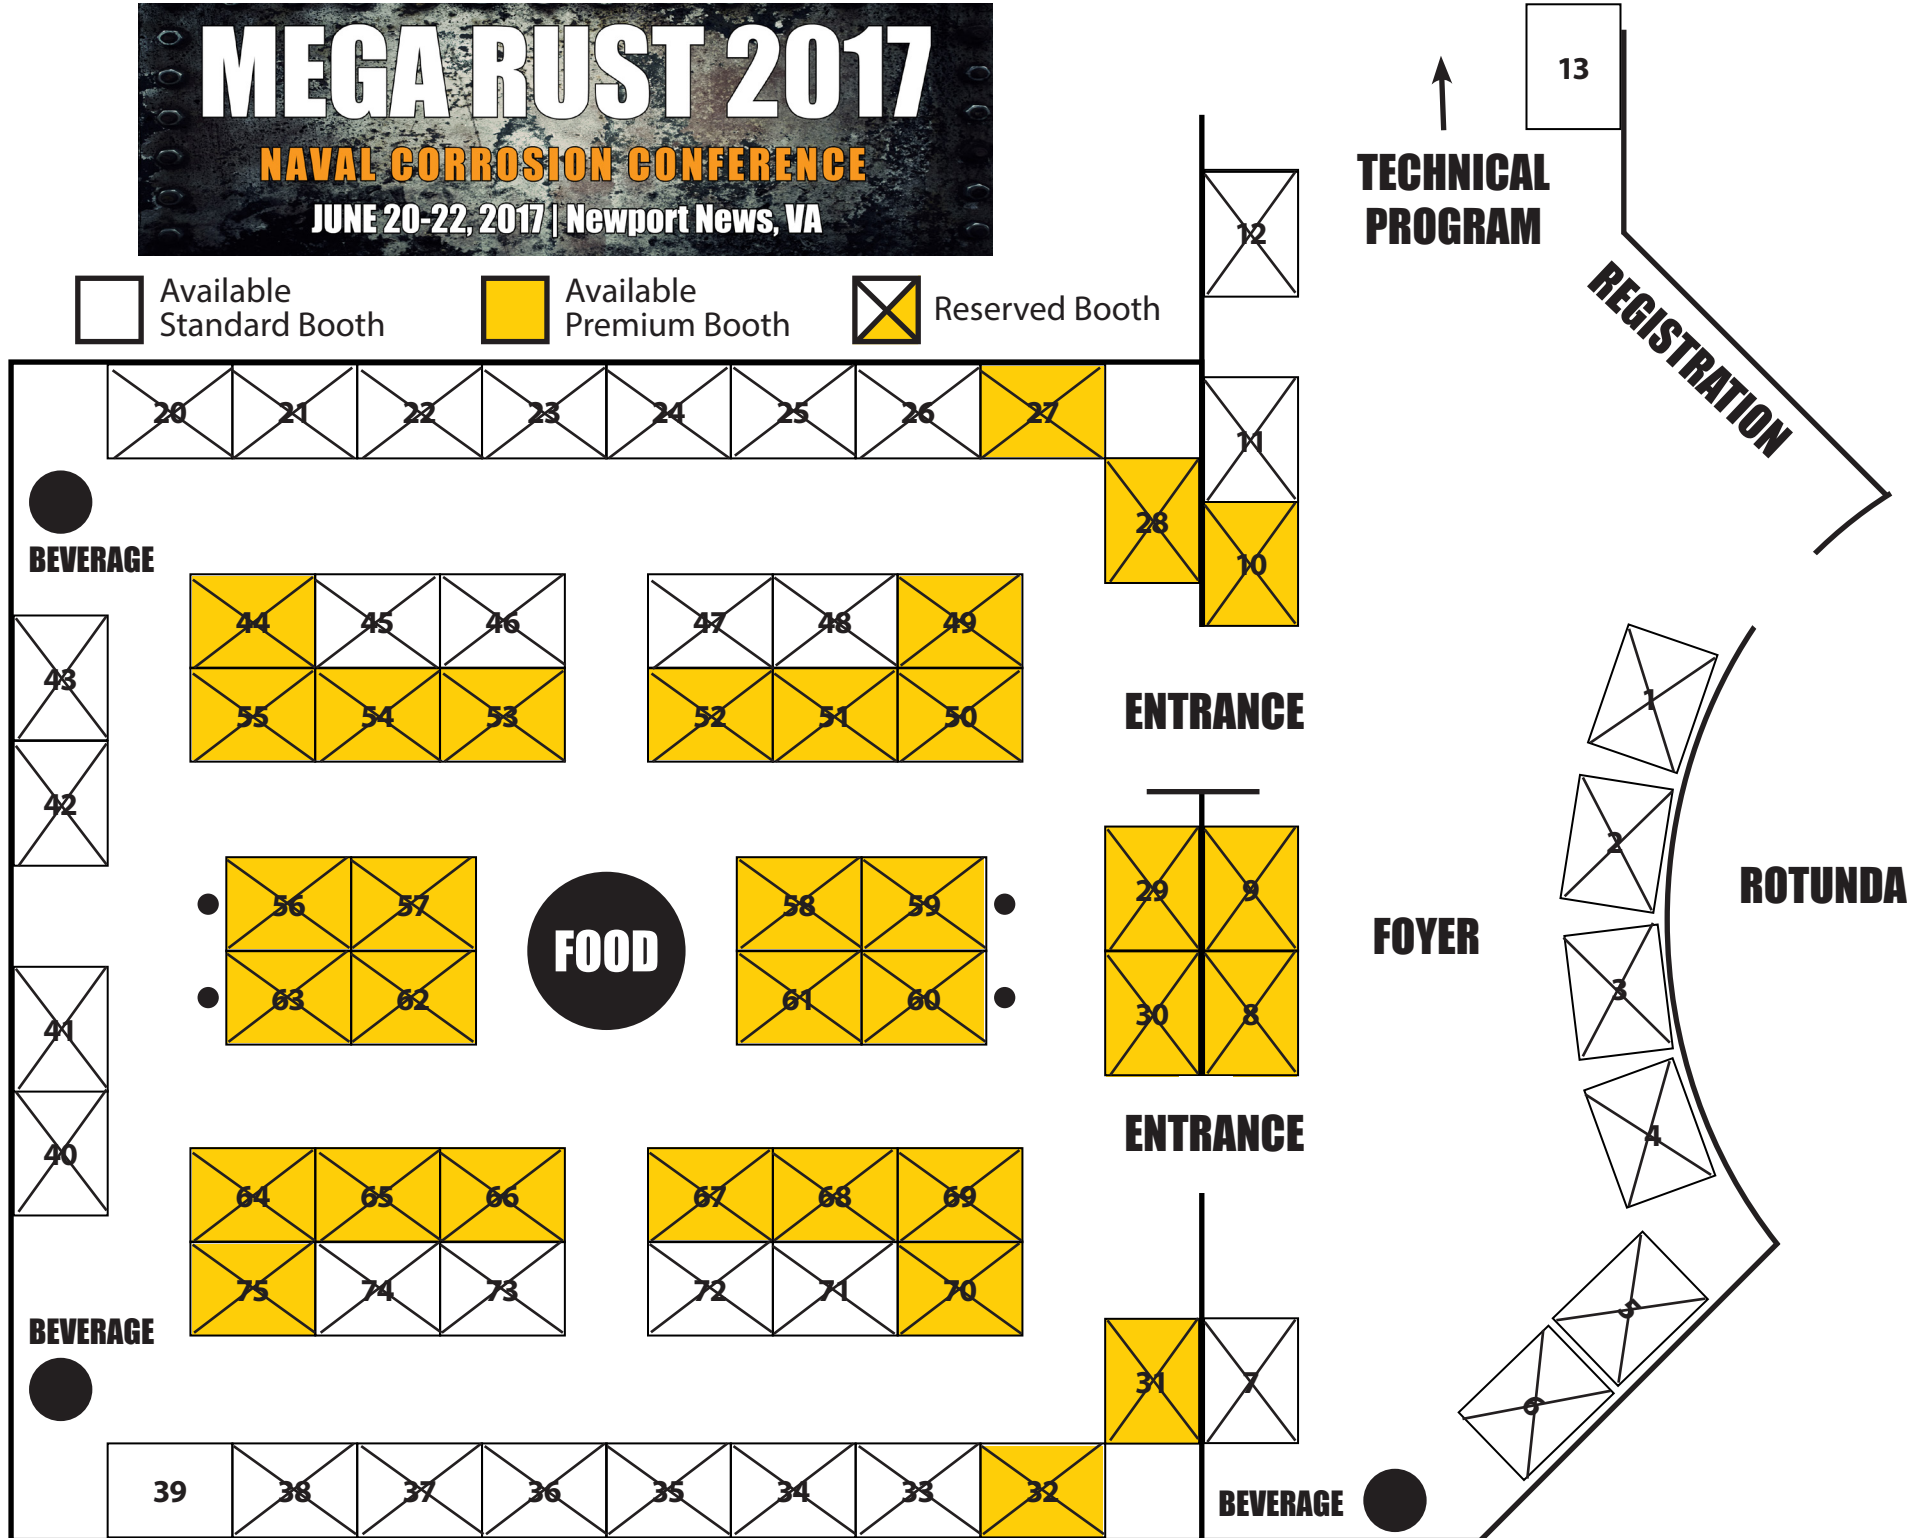 MEGA RUST 2017
NAVAL CORROSION CONFERENCE
JUNE 20-22, 2017 | Newport News, VA
Available
Standard Booth
Available
Premium Booth
Reserved Booth
13
TECHNICAL
PROGRAM
12
REGISTRATION
20 21 22 23 24 25 26 27
11
28
10
BEVERAGE
44 45 46 47 48 49
43
55 54 53 52 51 50
ENTRANCE
1
42
2
56 57 58 59
29 9
ROTUNDA
FOOD
FOYER
63 62 61 60
30 8
3
41
ENTRANCE
4
40
64 65 66 67 68 69
75 74 73 72 71 70
5
BEVERAGE
31 7
6
39 38 37 36 35 34 33 32
BEVERAGE